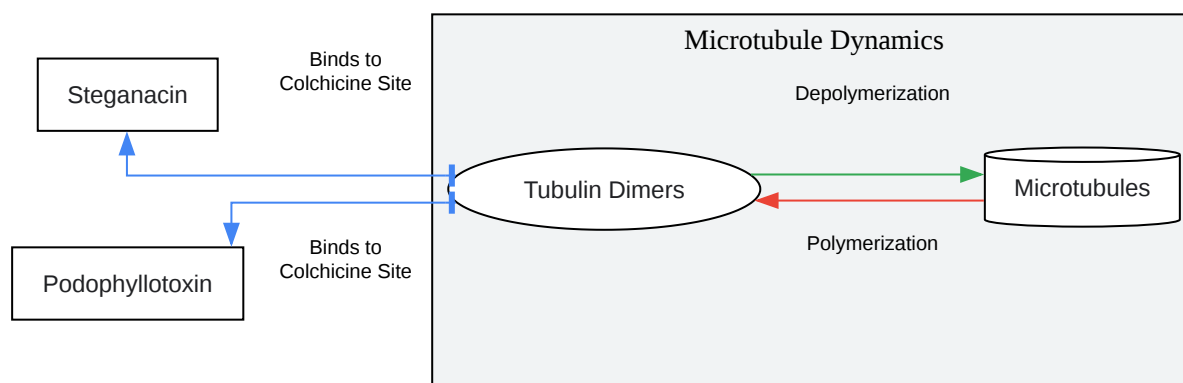 Microtubule Dynamics
Binds to
Colchicine Site
Steganacin
Depolymerization
Tubulin Dimers
Microtubules
Polymerization
Binds to
Colchicine Site
Podophyllotoxin